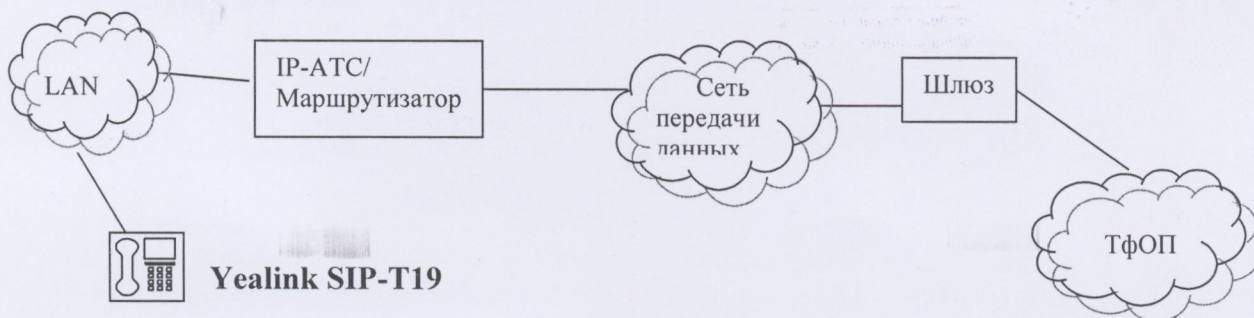 LAN
IP-АТС/
Маршрутизатор
Сеть
передачи
данных
Шлюз
ТфОП
Yealink SIP-T19